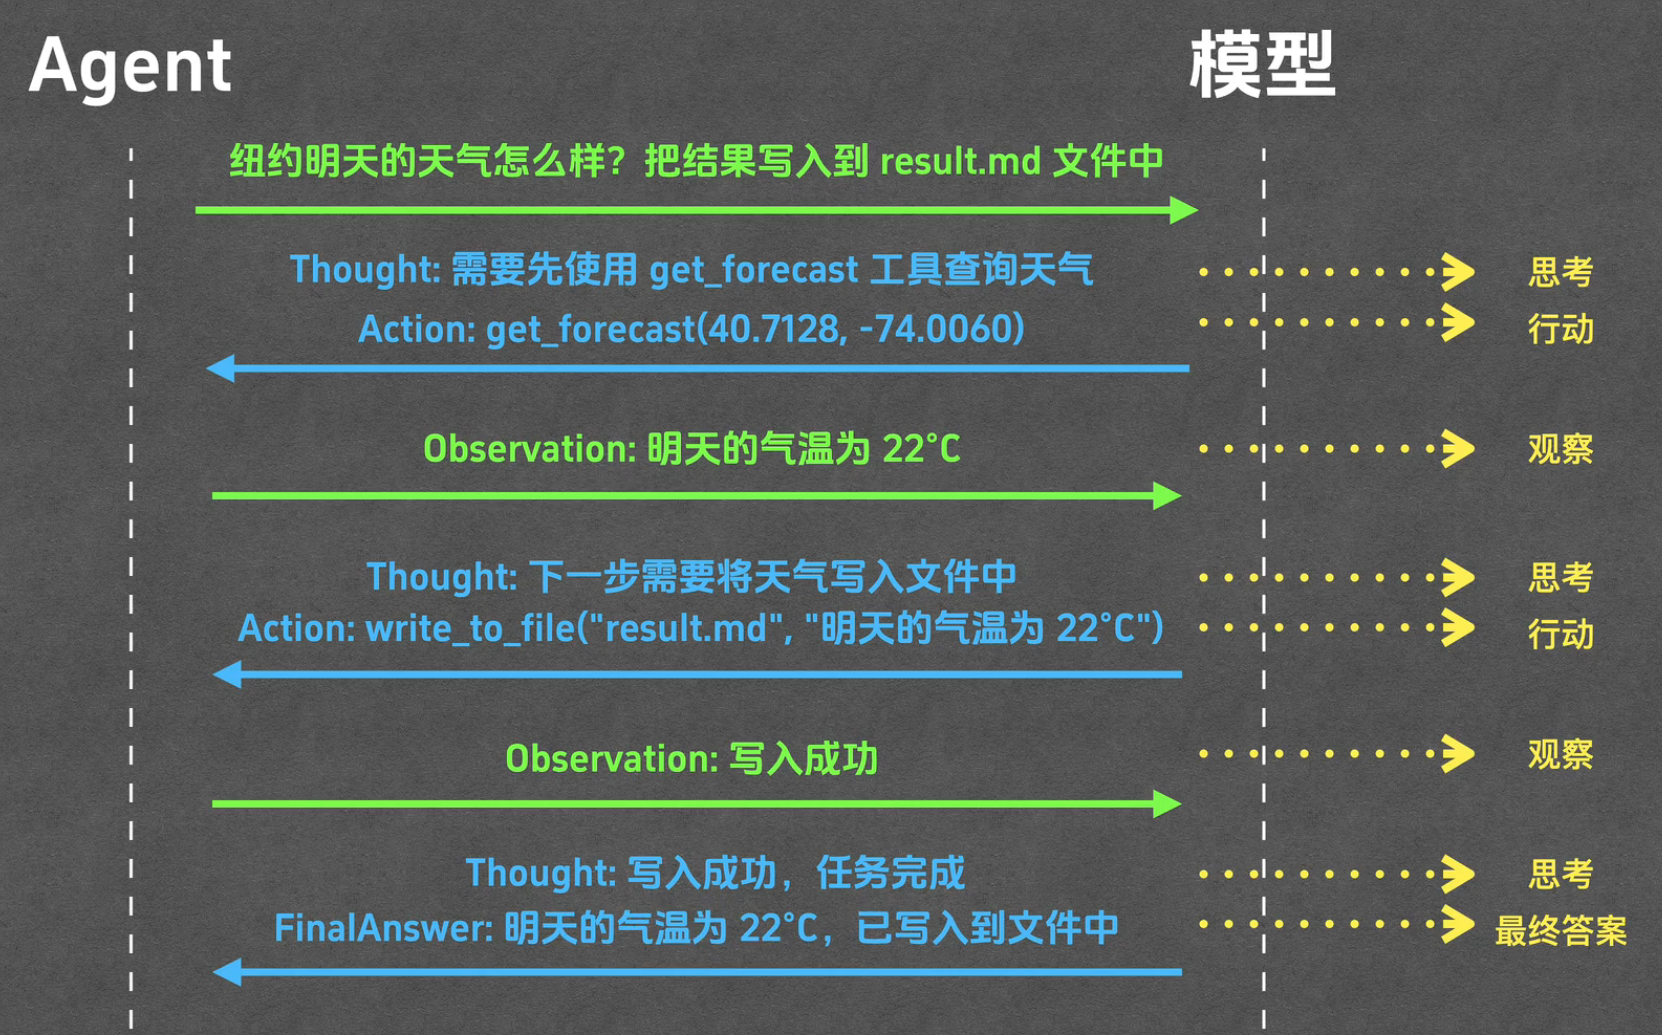 Agent
模型
纽约明天的天气怎么样？把结果写入到 result.md 文件中
Thought: 需要先使用 get_forecast 工具查询天气
思考
Action: get_forecast(40.7128, -74.0060)
行动
Observation: 明天的气温为 22°C
观察
Thought: 下一步需要将天气写入文件中
思考
Action: write_to_file("result.md", "明天的气温为 22°C")
行动
Observation: 写入成功
观察
Thought: 写入成功，任务完成
思考
FinalAnswer: 明天的气温为 22°C，已写入到文件中
最终答案